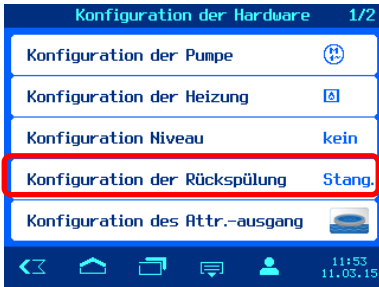 Konfiguration der Hardware 1/2
Konfiguration der Pumpe
Konfiguration der Heizung
Konfiguration Niveau kein
Konfiguration der Rückspülung Stang.
Konfiguration des Attr.-ausgang
11:53
11.03.15